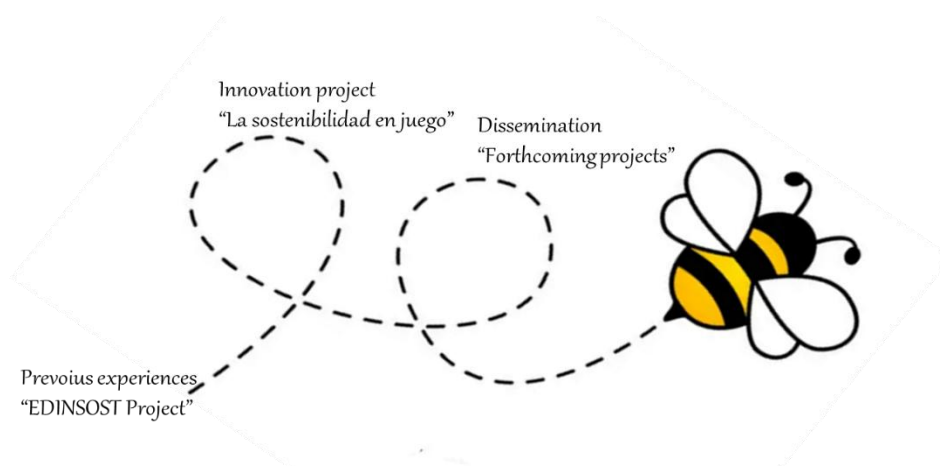 Innovation project
“La sostenibilidad en juego”
Dissemination
“Forthcoming projects”
Prevoius experiences
“EDINSOST Project”